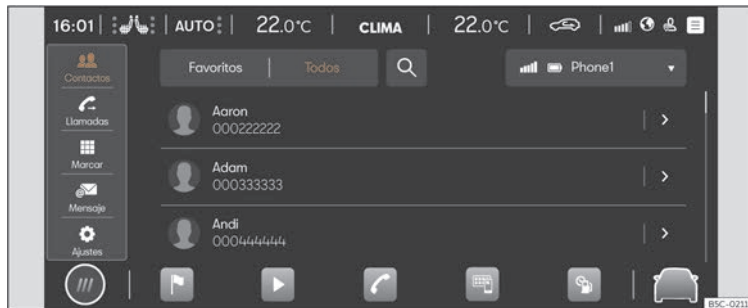 16:01 AUTO 22.0°C CLIMA 22.0°C
Contactos
Llamadas
Marcar
Mensaje
Ajustes
Favoritos Todos
Phone1
Aaron
000222222
Adam
000333333
Andi
000444444
BSC-0211